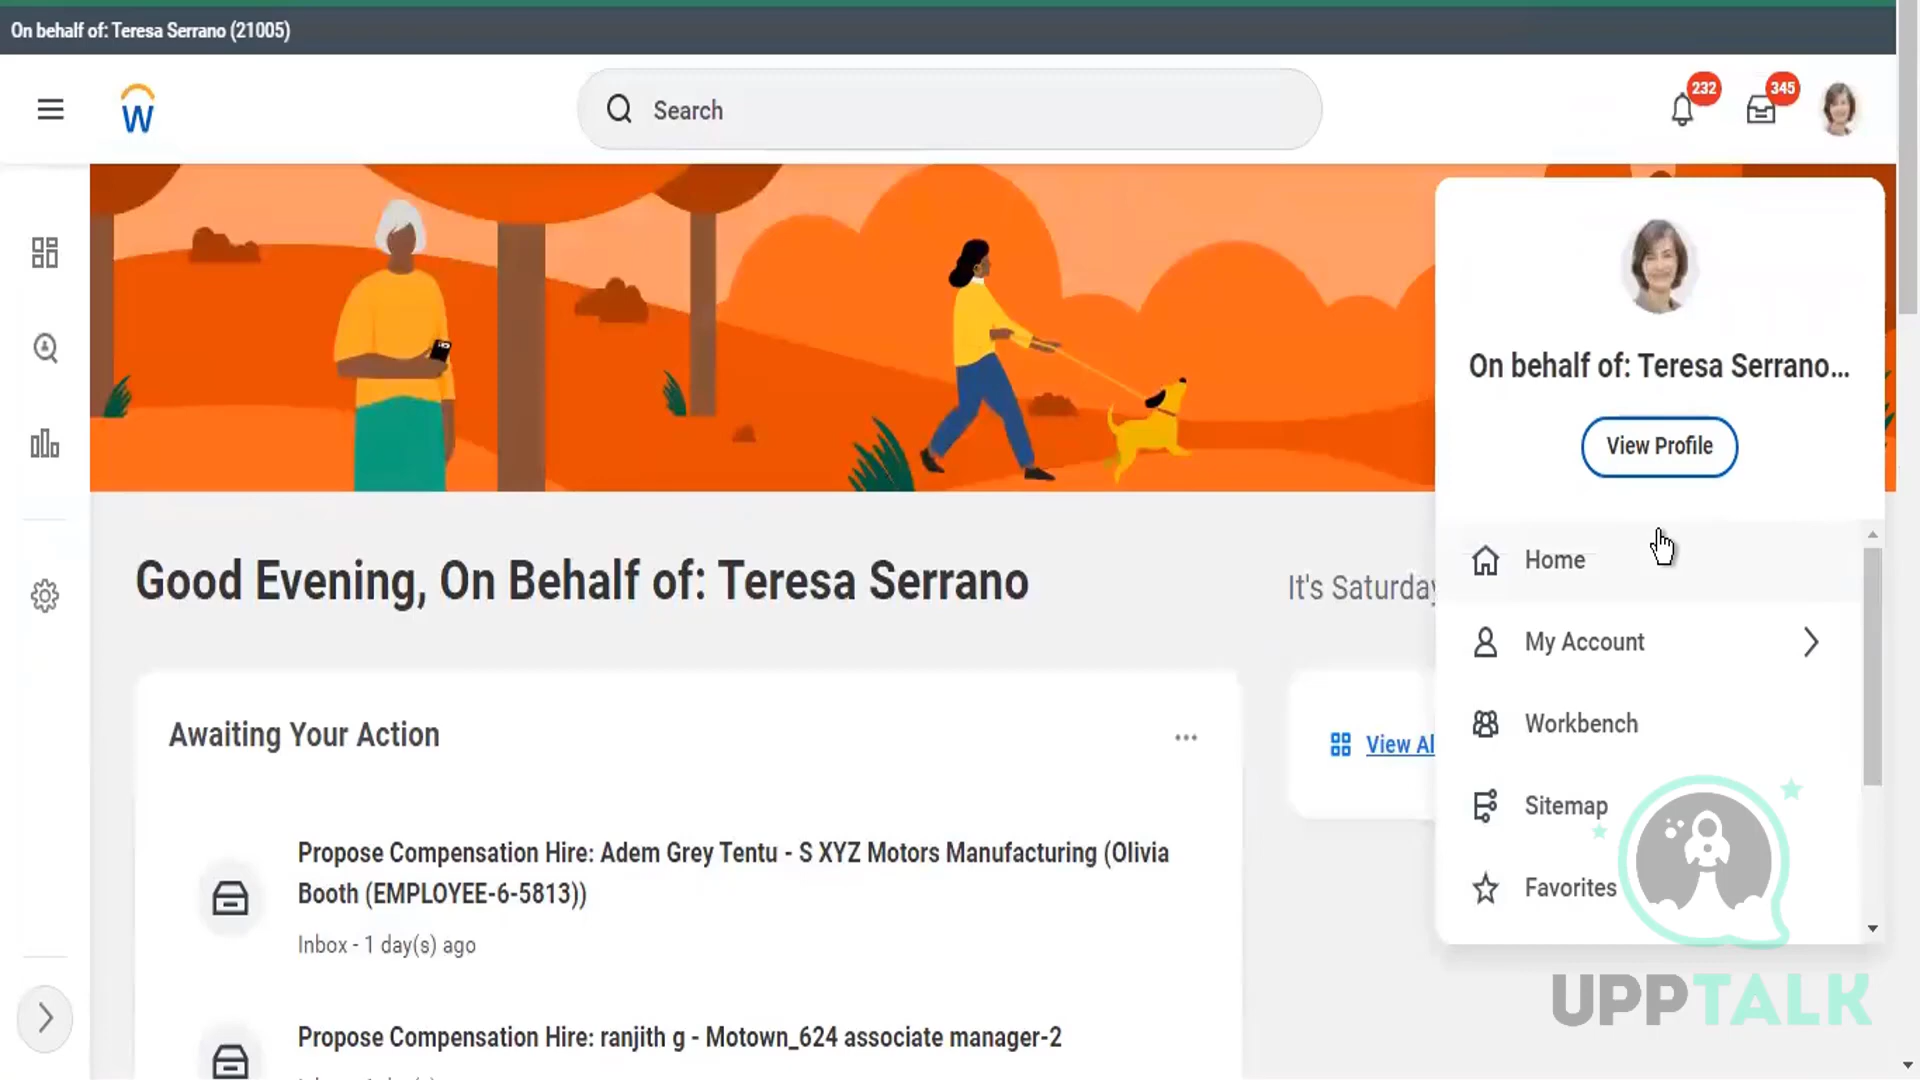 On behalf of: Teresa Serrano (21005)
W
Search
232
345
On behalf of: Teresa Serrano...
View Profile
Home
My Account
Workbench
Sitemap
Favorites
Good Evening, On Behalf of: Teresa Serrano
It's Saturday
Awaiting Your Action
View Al
Propose Compensation Hire: Adem Grey Tentu - S XYZ Motors Manufacturing (Olivia
Booth (EMPLOYEE-6-5813))
Inbox - 1 day(s) ago
Propose Compensation Hire: ranjith g - Motown_624 associate manager-2
UPPTALK